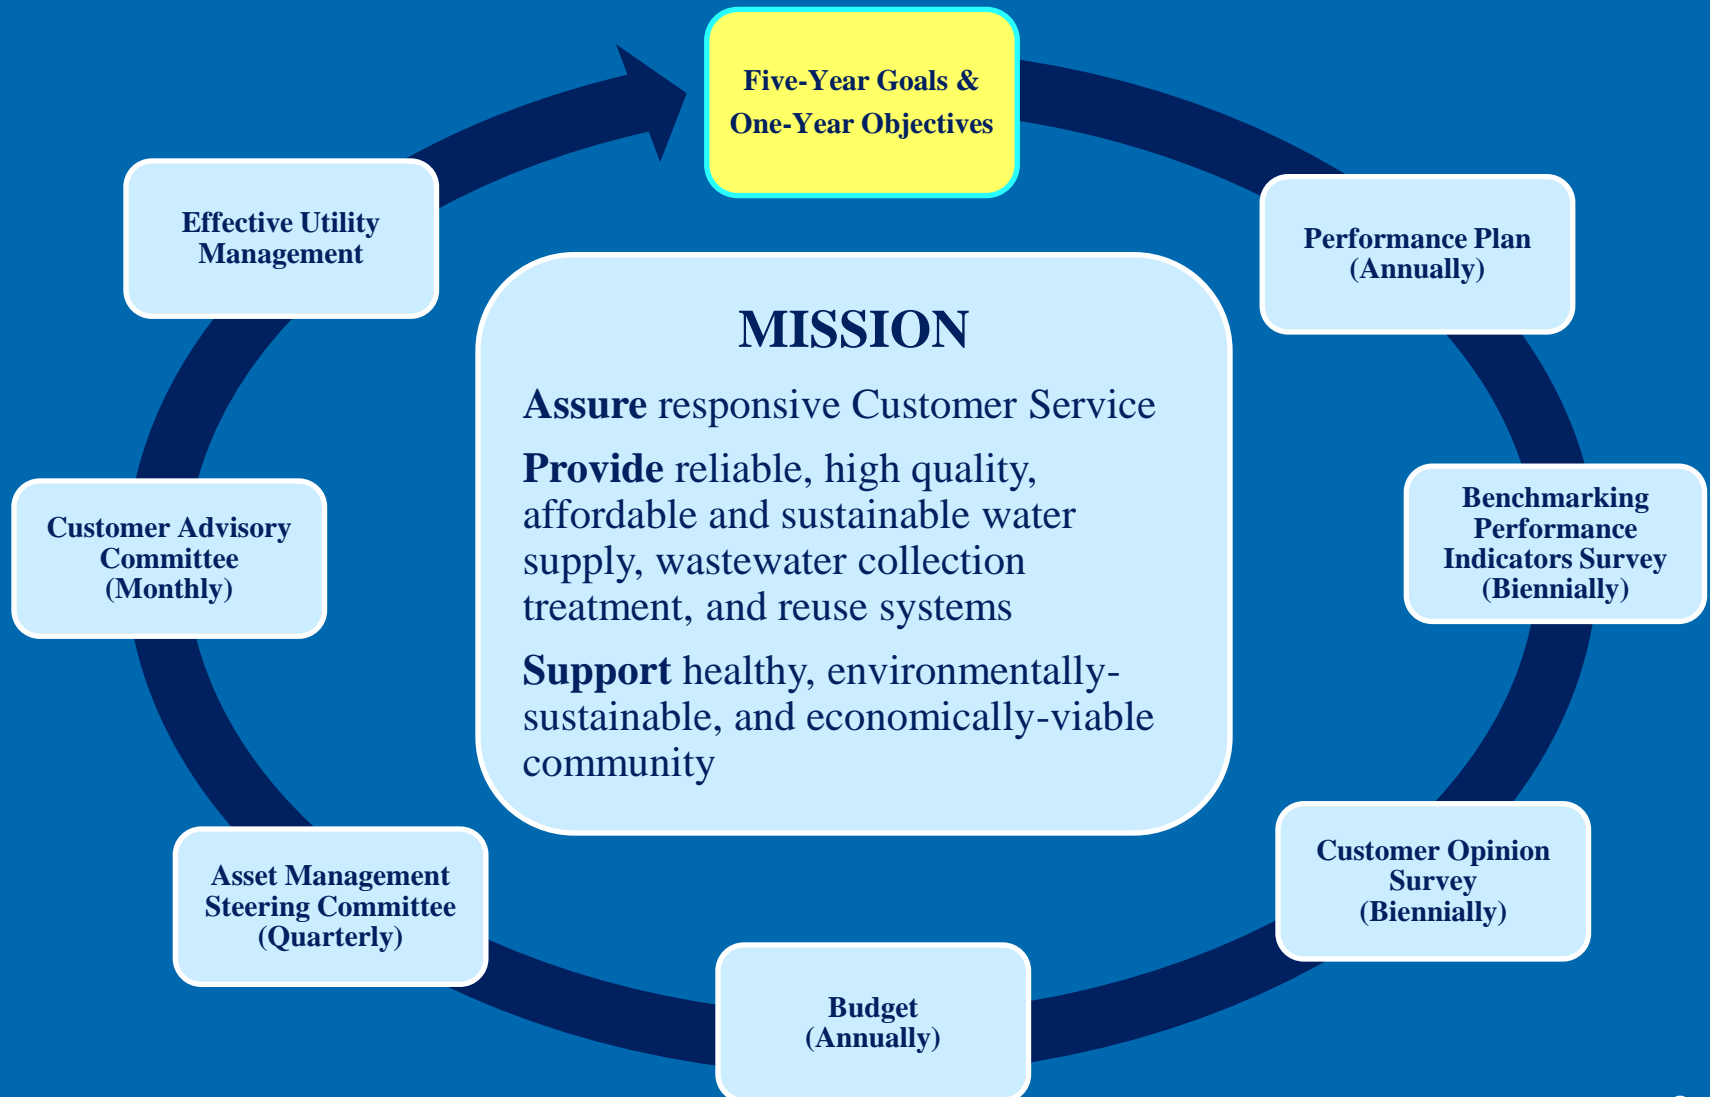 Five-Year Goals &
One-Year Objectives
Performance Plan
(Annually)
Benchmarking
Performance
Indicators Survey
(Biennially)
Customer Opinion
Survey
(Biennially)
Budget
(Annually)
Asset Management
Steering Committee
(Quarterly)
Customer Advisory
Committee
(Monthly)
Effective Utility
Management
MISSION
Assure responsive Customer Service
Provide reliable, high quality,
affordable and sustainable water
supply, wastewater collection
treatment, and reuse systems
Support healthy, environmentally-
sustainable, and economically-viable
community